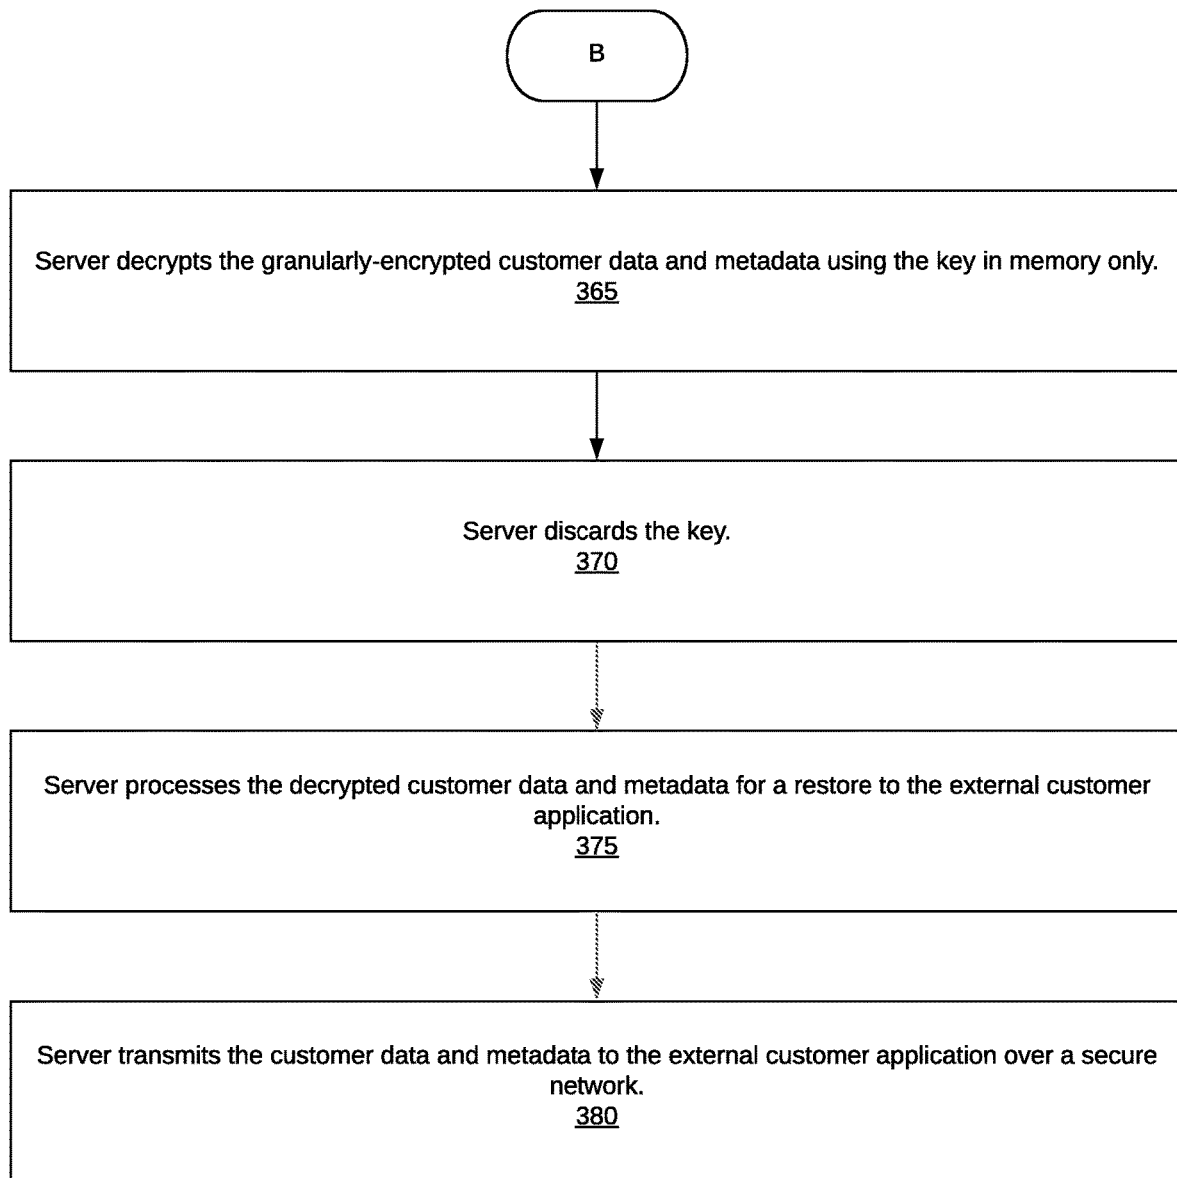 B
Server decrypts the granularly-encrypted customer data and metadata using the key in memory only.
365
Server discards the key.
370
Server processes the decrypted customer data and metadata for a restore to the external customer
application.
375
Server transmits the customer data and metadata to the external customer application over a secure
network.
380